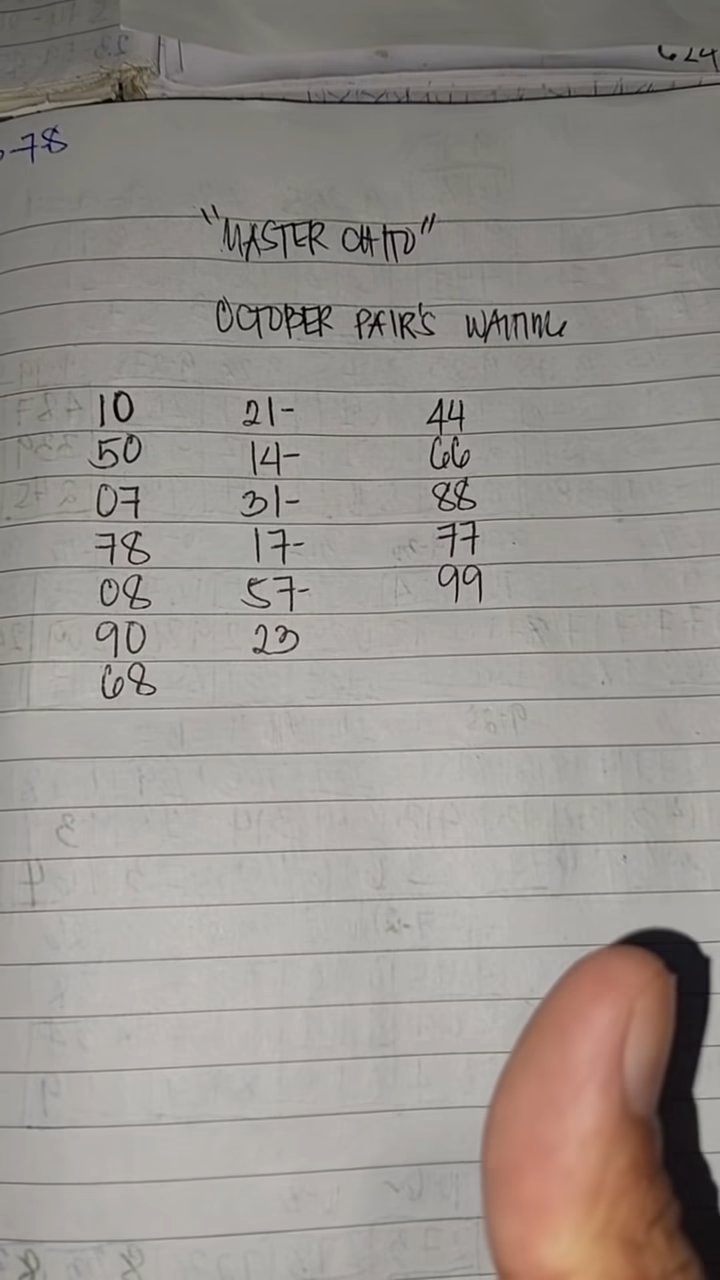 624
-78
"MASTER CHITO"
OCTOBER PAIR'S WAITING
10 21- 44
50 14- 66
07 31- 88
78 17- 77
08 57- 99
90 23
68